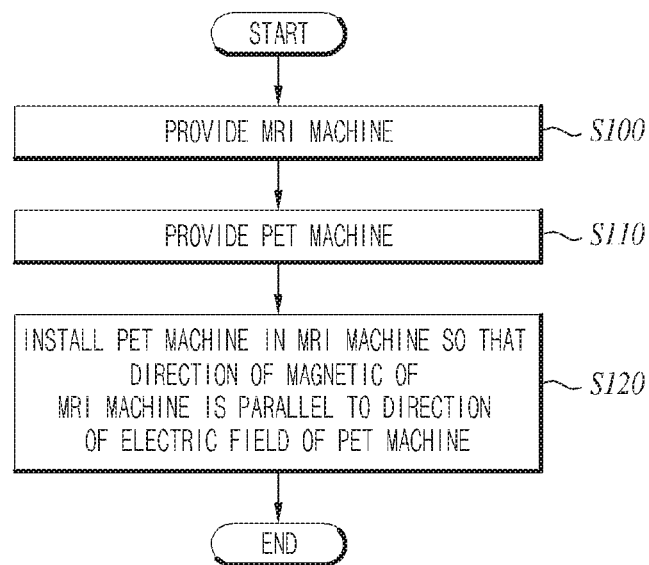 START
PROVIDE MRI MACHINE
S100
PROVIDE PET MACHINE
S110
INSTALL PET MACHINE IN MRI MACHINE SO THAT
DIRECTION OF MAGNETIC OF
MRI MACHINE IS PARALLEL TO DIRECTION
OF ELECTRIC FIELD OF PET MACHINE
S120
END